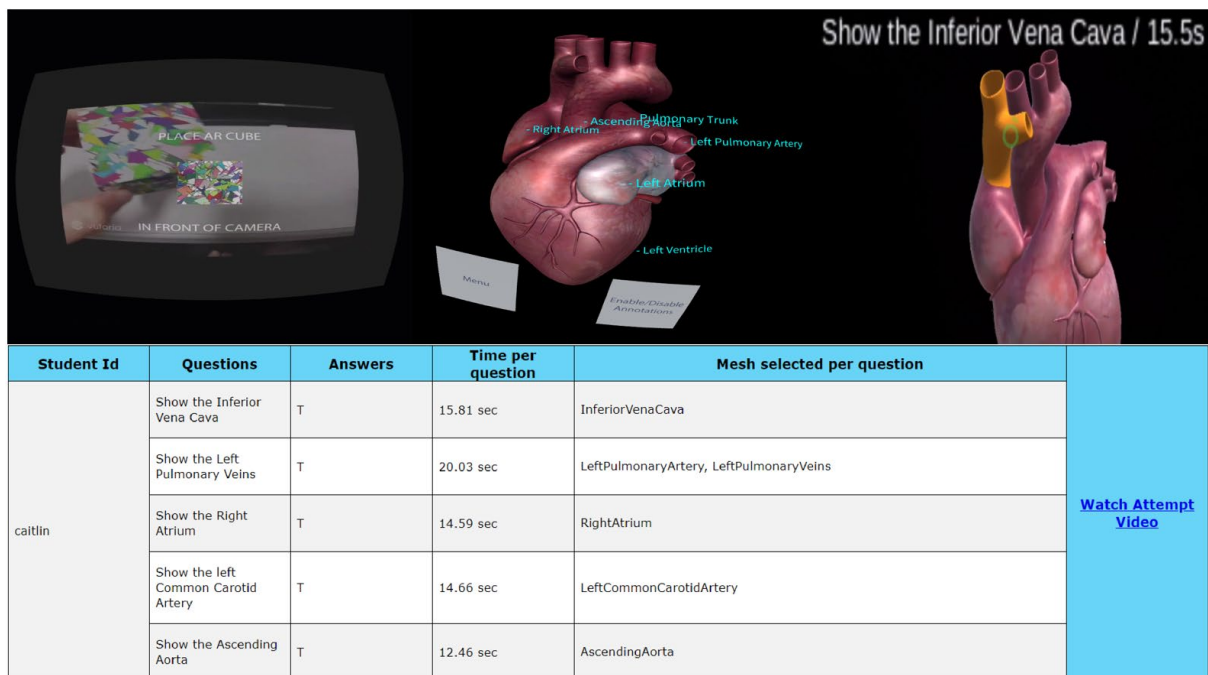 PLACE AR CUBE
vuforia
IN FRONT OF CAMERA
- Ascending Aorta
Pulmonary Trunk
- Right Atrium
Left Pulmonary Artery
- Left Atrium
- Left Ventricle
Menu
Enable/Disable
Annotations
Show the Inferior Vena Cava / 15.5s
Student Id
Questions
Answers
Time per
question
Mesh selected per question
caitlin
Show the Inferior
Vena Cava
T
15.81 sec
InferiorVenaCava
Show the Left
Pulmonary Veins
T
20.03 sec
LeftPulmonaryArtery, LeftPulmonaryVeins
Show the Right
Atrium
T
14.59 sec
RightAtrium
Show the left
Common Carotid
Artery
T
14.66 sec
LeftCommonCarotidArtery
Show the Ascending
Aorta
T
12.46 sec
AscendingAorta
Watch Attempt
Video